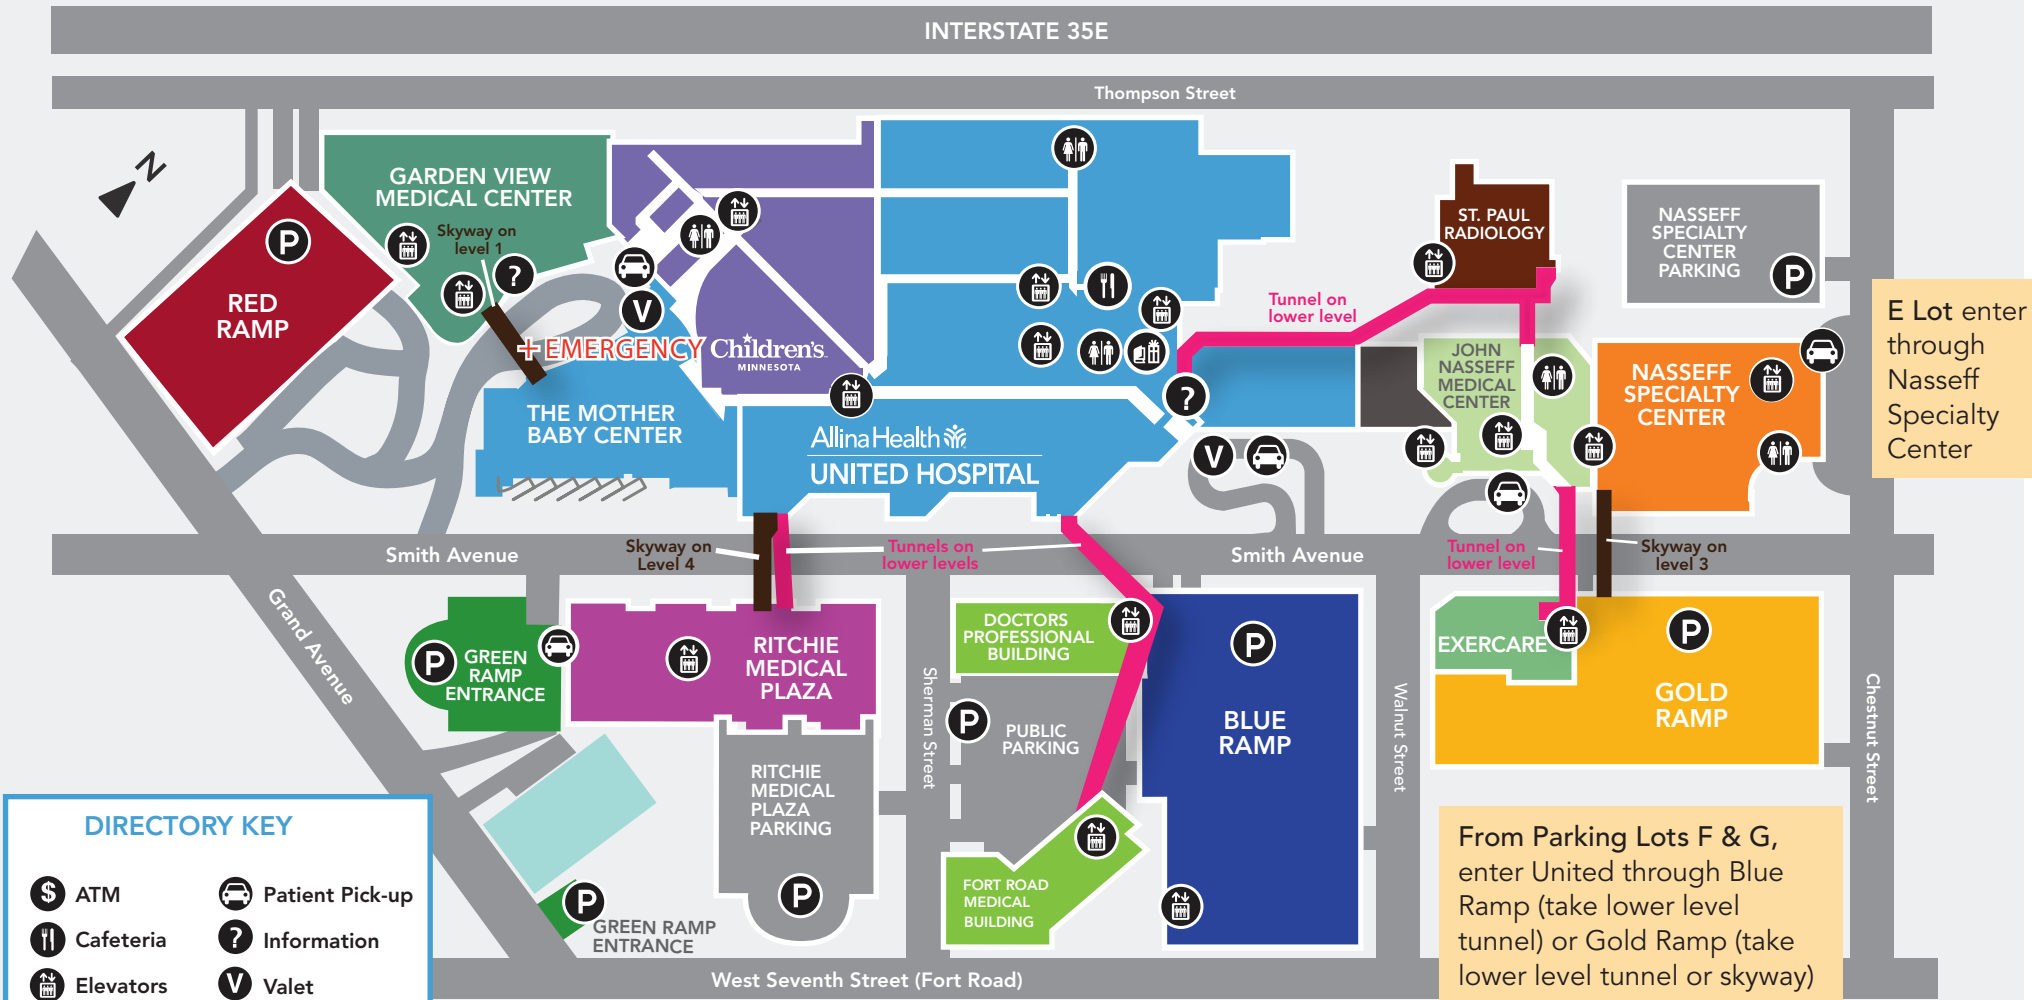 INTERSTATE 35E
Thompson Street
N
GARDEN VIEW
MEDICAL CENTER
Skyway on
level 1
P
RED
RAMP
?
V
+ EMERGENCY
Children's
MINNESOTA
THE MOTHER
BABY CENTER
Allina Health
UNITED HOSPITAL
?
V
Tunnel on
lower level
ST. PAUL
RADIOLOGY
NASSEFF
SPECIALTY
CENTER
PARKING
P
JOHN
NASSEFF
MEDICAL
CENTER
NASSEFF
SPECIALTY
CENTER
E Lot enter
through
Nasseff
Specialty
Center
Smith Avenue
Skyway on
Level 4
Tunnels on
lower levels
Smith Avenue
Tunnel on
lower level
Skyway on
level 3
Grand Avenue
P
GREEN
RAMP
ENTRANCE
RITCHIE
MEDICAL
PLAZA
Sherman Street
DOCTORS
PROFESSIONAL
BUILDING
P
PUBLIC
PARKING
P
BLUE
RAMP
Walnut Street
EXERCARE
P
GOLD
RAMP
Chestnut Street
RITCHIE
MEDICAL
PLAZA
PARKING
P
FORT ROAD
MEDICAL
BUILDING
P
GREEN RAMP
ENTRANCE
West Seventh Street (Fort Road)
From Parking Lots F & G,
enter United through Blue
Ramp (take lower level
tunnel) or Gold Ramp (take
lower level tunnel or skyway)
DIRECTORY KEY
$ ATM
Patient Pick-up
Cafeteria
? Information
Elevators
V Valet